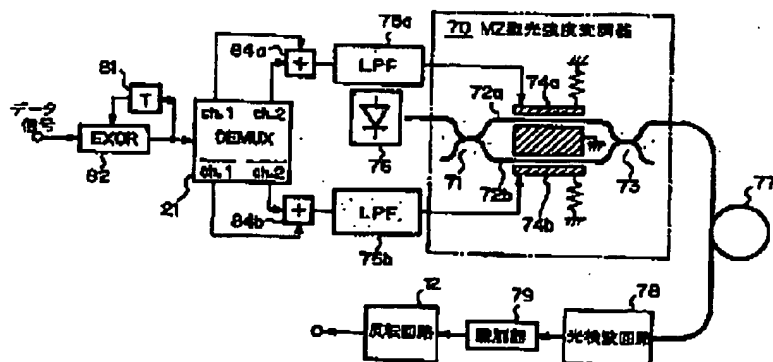 75a
70 MZ型光強度変調器
84a
+
LPF
74a
81
T
72a
データ
信号
ch.1 ch.2
EXOR
DEMUX
82
76
71
73
ch.1 ch.2
72b
77
21
+
LPF
84b
75b
74b
12
79
78
反転回路
識別器
光検波回路